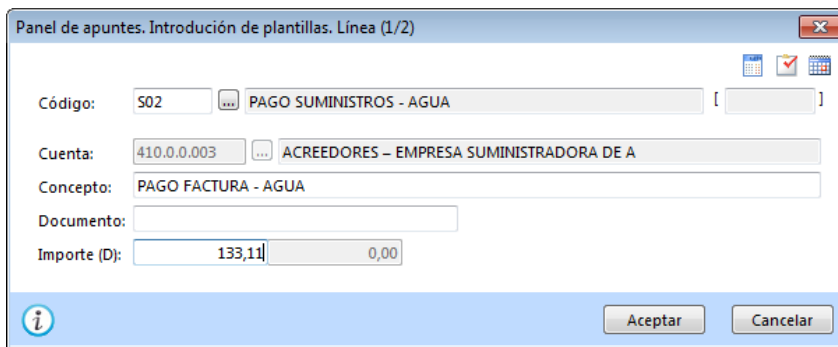 Panel de apuntes. Introdución de plantillas. Línea (1/2)
Código: S02 ... PAGO SUMINISTROS - AGUA [ ]
Cuenta: 410.0.0.003 ... ACREEDORES – EMPRESA SUMINISTRADORA DE A
Concepto: PAGO FACTURA - AGUA
Documento:
Importe (D): 133,11 0,00
Aceptar Cancelar